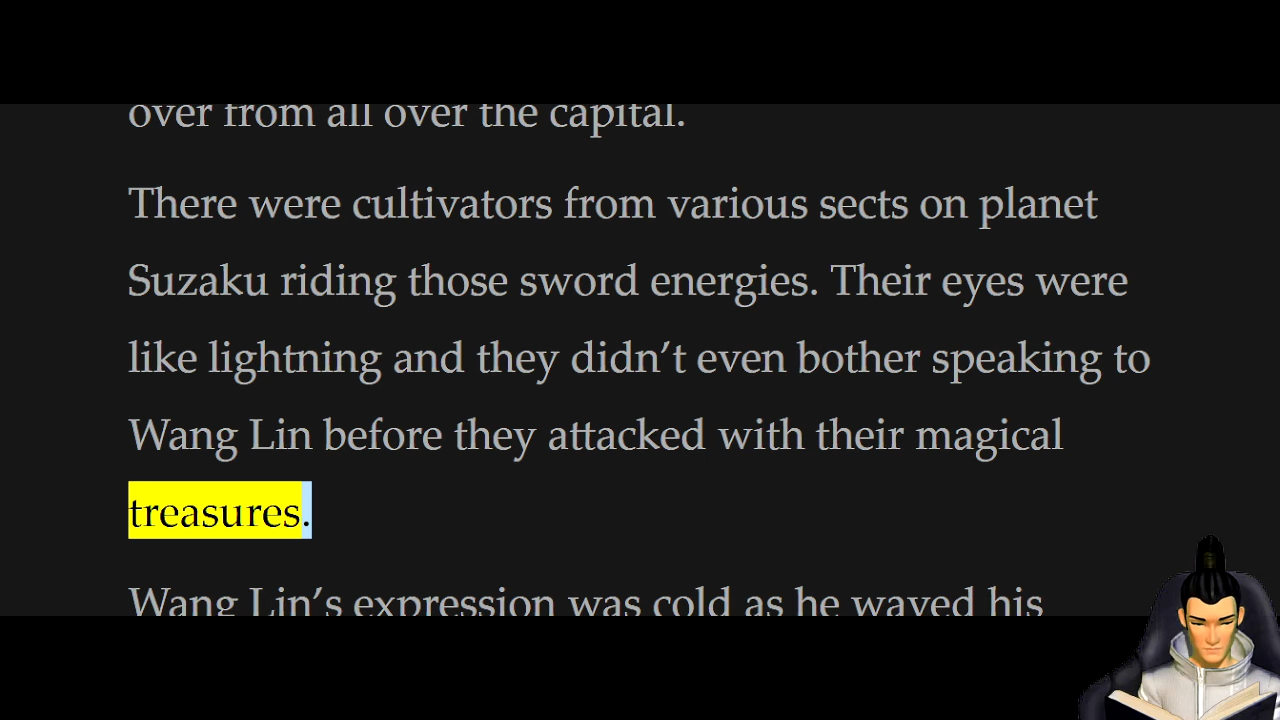 over from all over the capital.
There were cultivators from various sects on planet
Suzaku riding those sword energies. Their eyes were
like lightning and they didn’t even bother speaking to
Wang Lin before they attacked with their magical
treasures.
Wang Lin’s expression was cold as he waved his